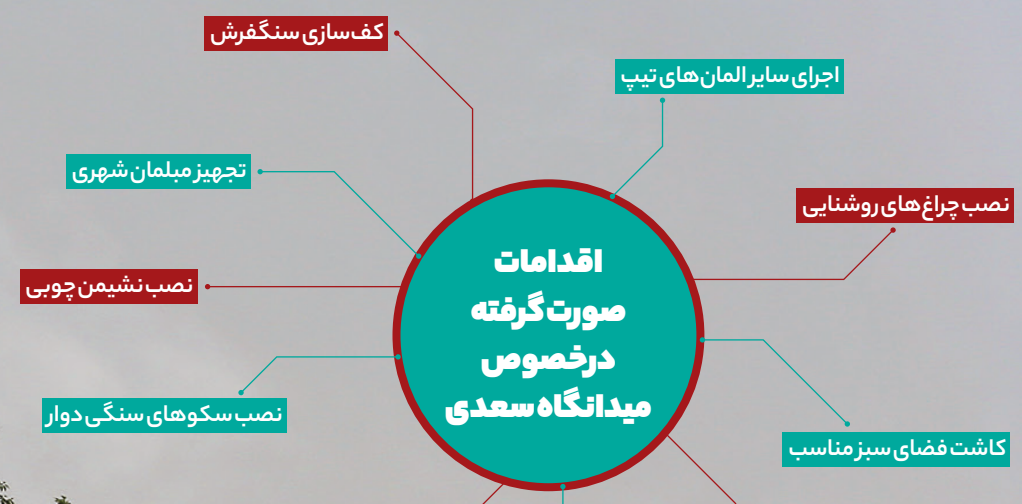 کف‌سازی سنگفرش
اجرای سایر المان‌های تیپ
تجهیز مبلمان شهری
نصب چراغ‌های روشنایی
اقدامات
صورت گرفته
درخصوص
میدانگاه سعدی
نصب نشیمن چوبی
نصب سکوهای سنگی دوار
کاشت فضای سبز مناسب